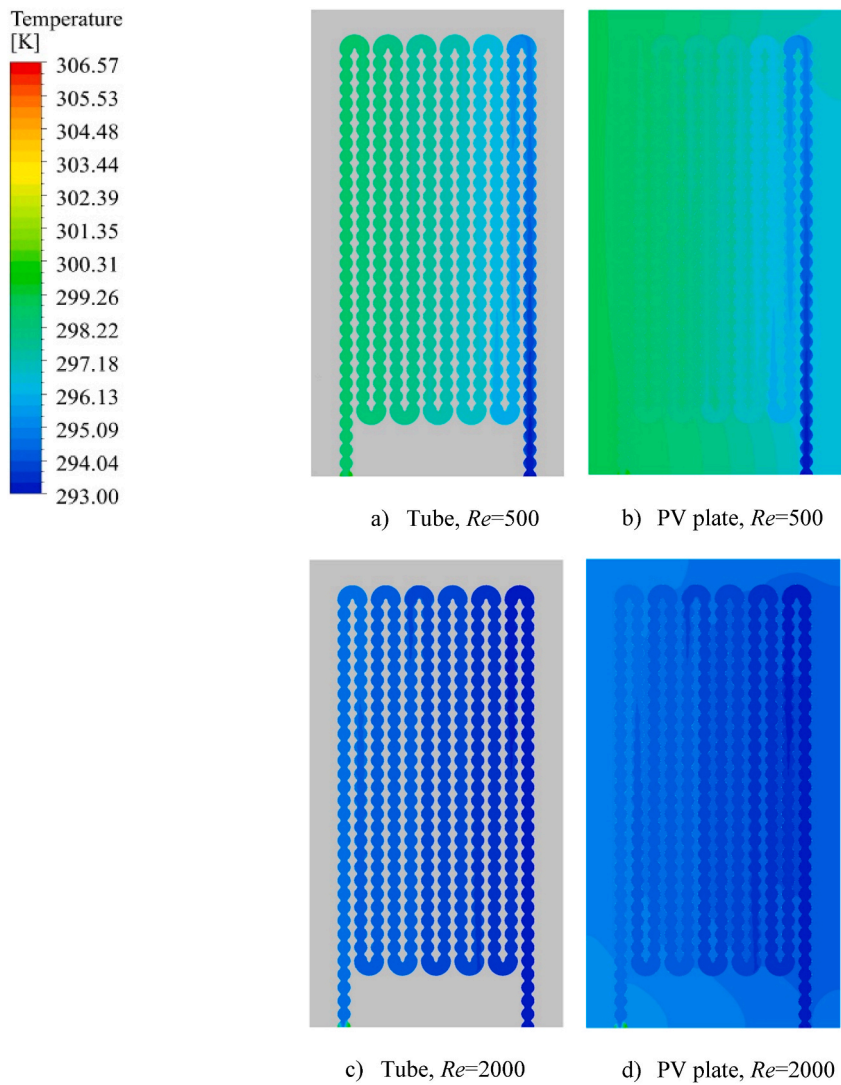 Temperature
[K]
306.57
305.53
304.48
303.44
302.39
301.35
300.31
299.26
298.22
297.18
296.13
295.09
294.04
293.00
a) Tube, Re=500
b) PV plate, Re=500
c) Tube, Re=2000
d) PV plate, Re=2000